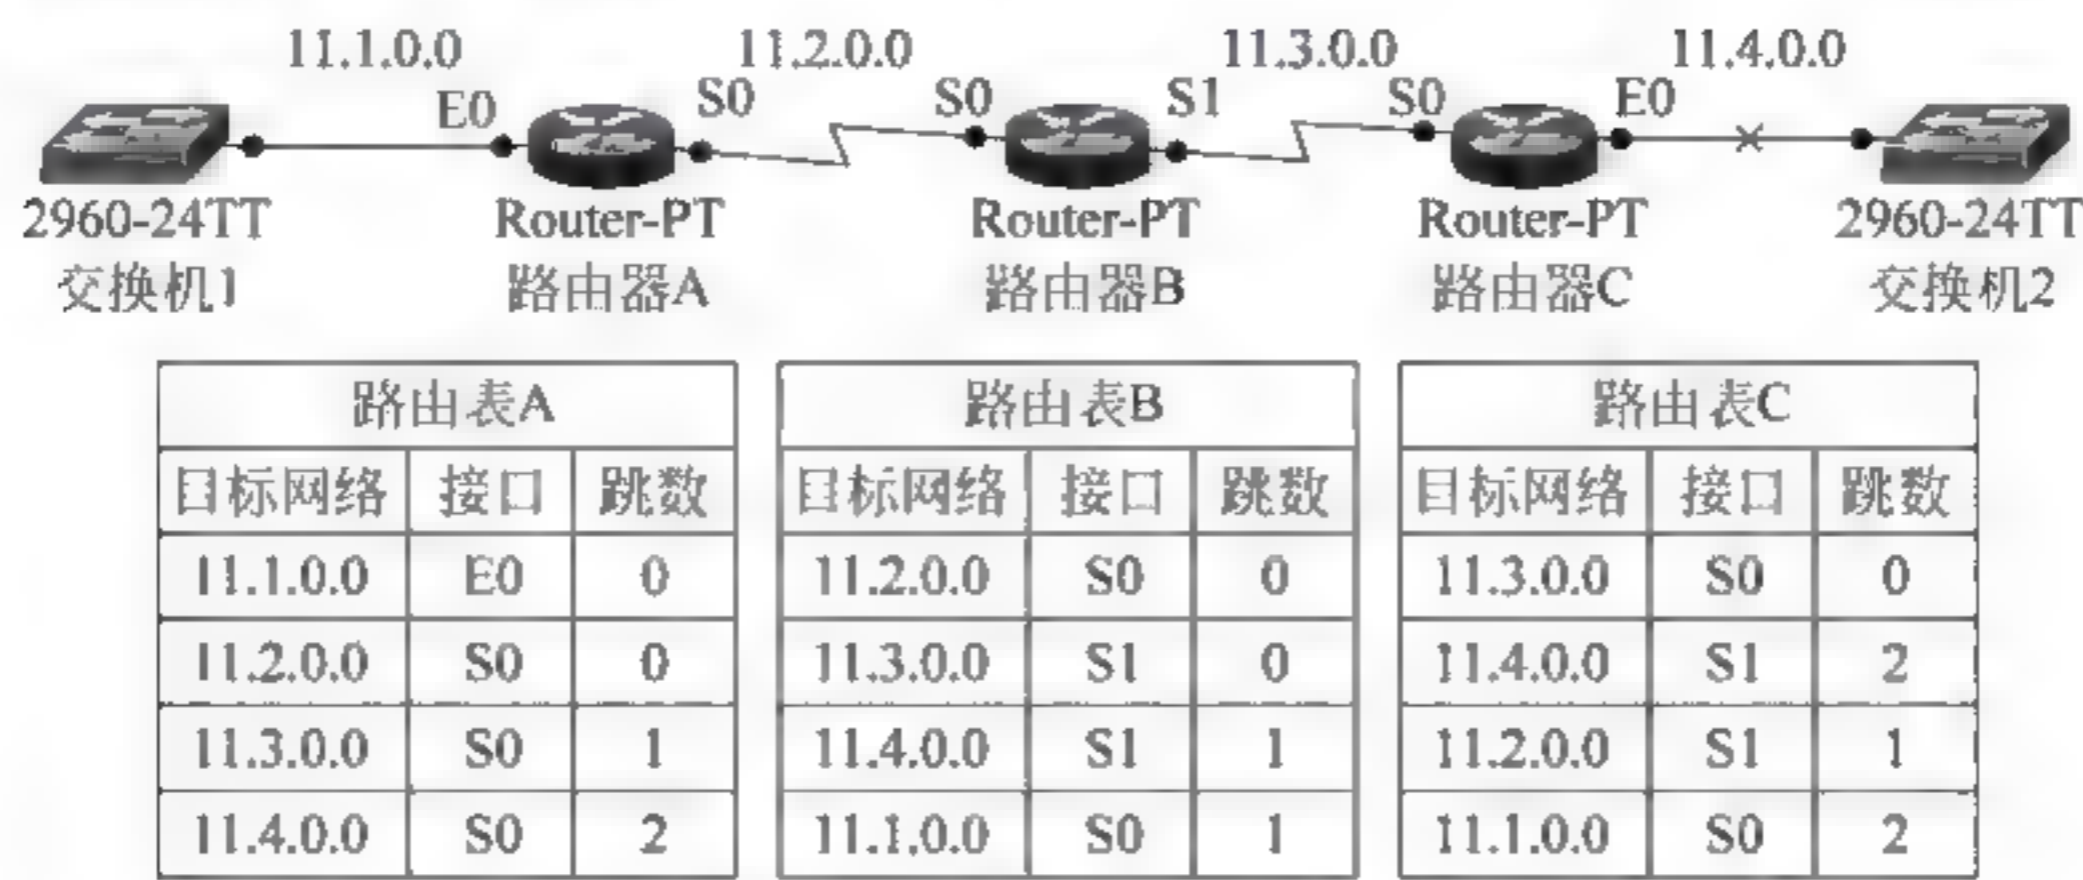 11.1.0.0 11.2.0.0 11.3.0.0 11.4.0.0
E0 S0 S0 S1 S0 E0
2960-24TT Router-PT Router-PT Router-PT 2960-24TT
交换机1 路由器A 路由器B 路由器C 交换机2
路由表A
目标网络 接口 跳数
11.1.0.0 E0 0
11.2.0.0 S0 0
11.3.0.0 S0 1
11.4.0.0 S0 2
路由表B
目标网络 接口 跳数
11.2.0.0 S0 0
11.3.0.0 S1 0
11.4.0.0 S1 1
11.1.0.0 S0 1
路由表C
目标网络 接口 跳数
11.3.0.0 S0 0
11.4.0.0 S1 2
11.2.0.0 S1 1
11.1.0.0 S0 2